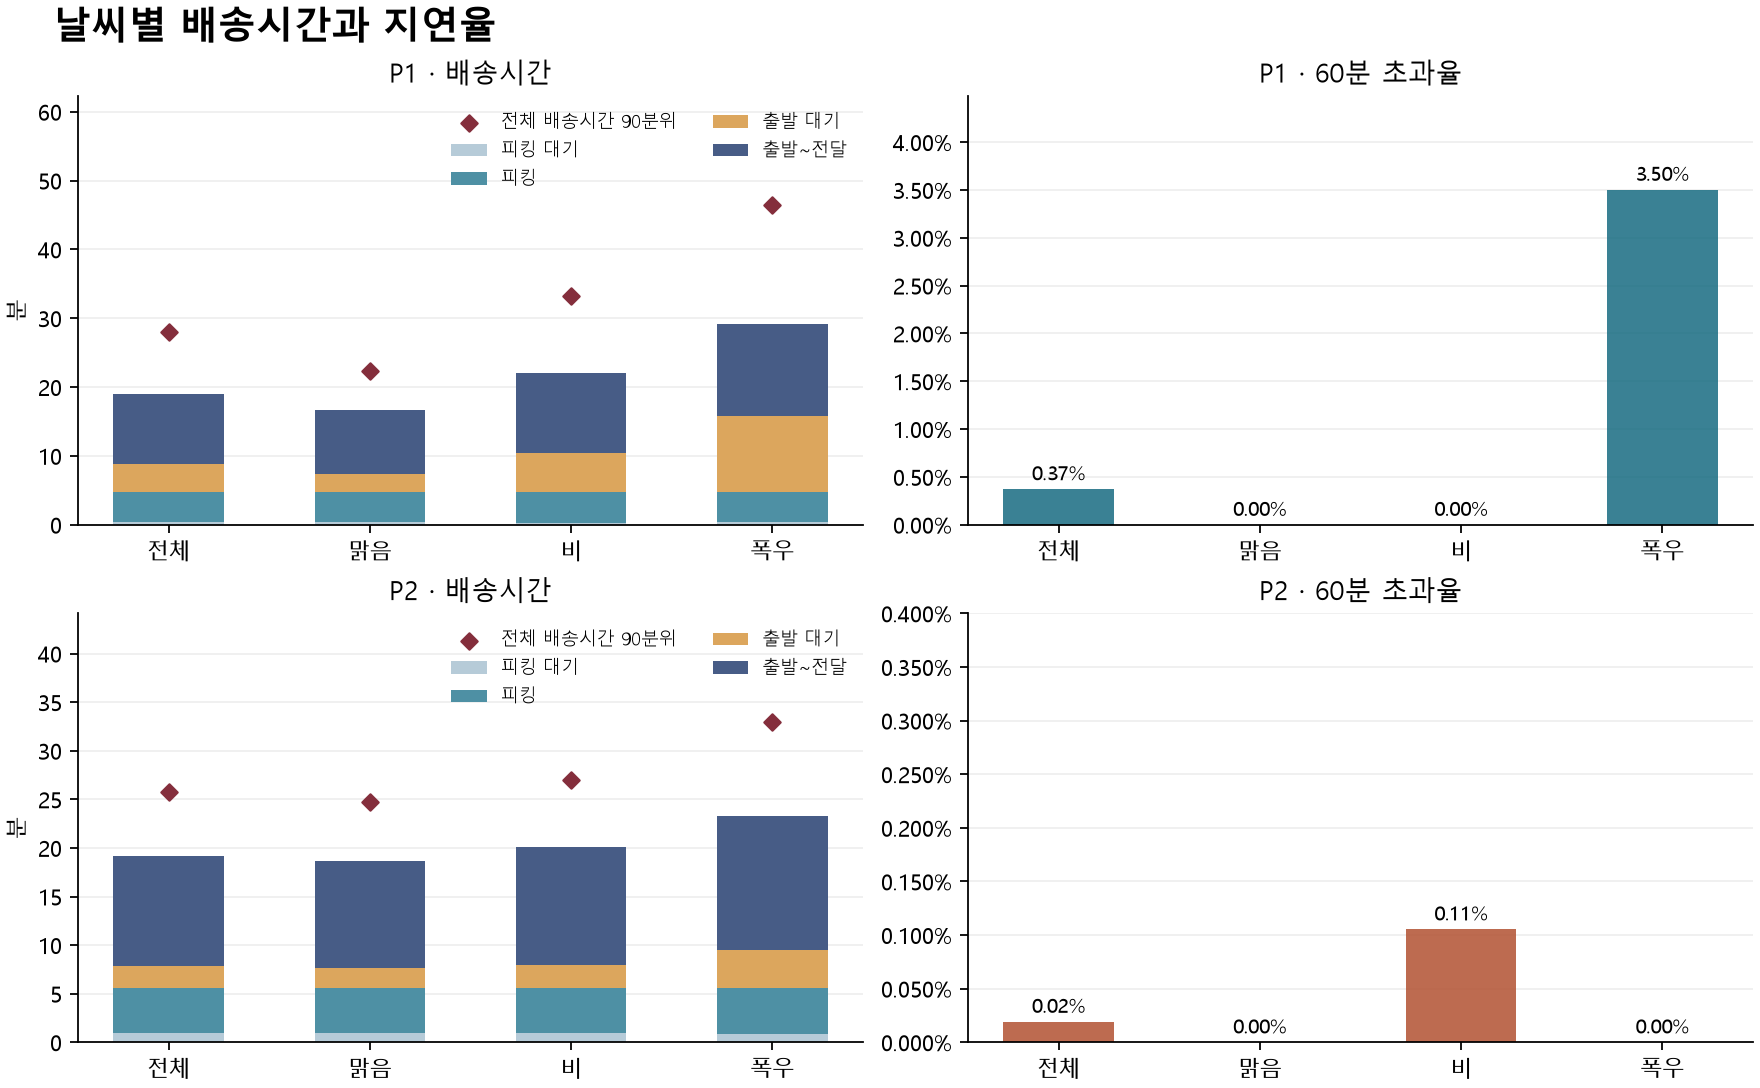 날씨별 배송시간과 지연율
P1 · 배송시간
60
50
40
30
20
10
0
분
전체 배송시간 90분위
피킹 대기
피킹
출발 대기
출발~전달
전체
맑음
비
폭우
P1 · 60분 초과율
4.00%
3.50%
3.00%
2.50%
2.00%
1.50%
1.00%
0.50%
0.00%
0.37%
0.00%
0.00%
3.50%
전체
맑음
비
폭우
P2 · 배송시간
40
35
30
25
20
15
10
5
0
분
전체 배송시간 90분위
피킹 대기
피킹
출발 대기
출발~전달
전체
맑음
비
폭우
P2 · 60분 초과율
0.400%
0.350%
0.300%
0.250%
0.200%
0.150%
0.100%
0.050%
0.000%
0.02%
0.00%
0.11%
0.00%
전체
맑음
비
폭우